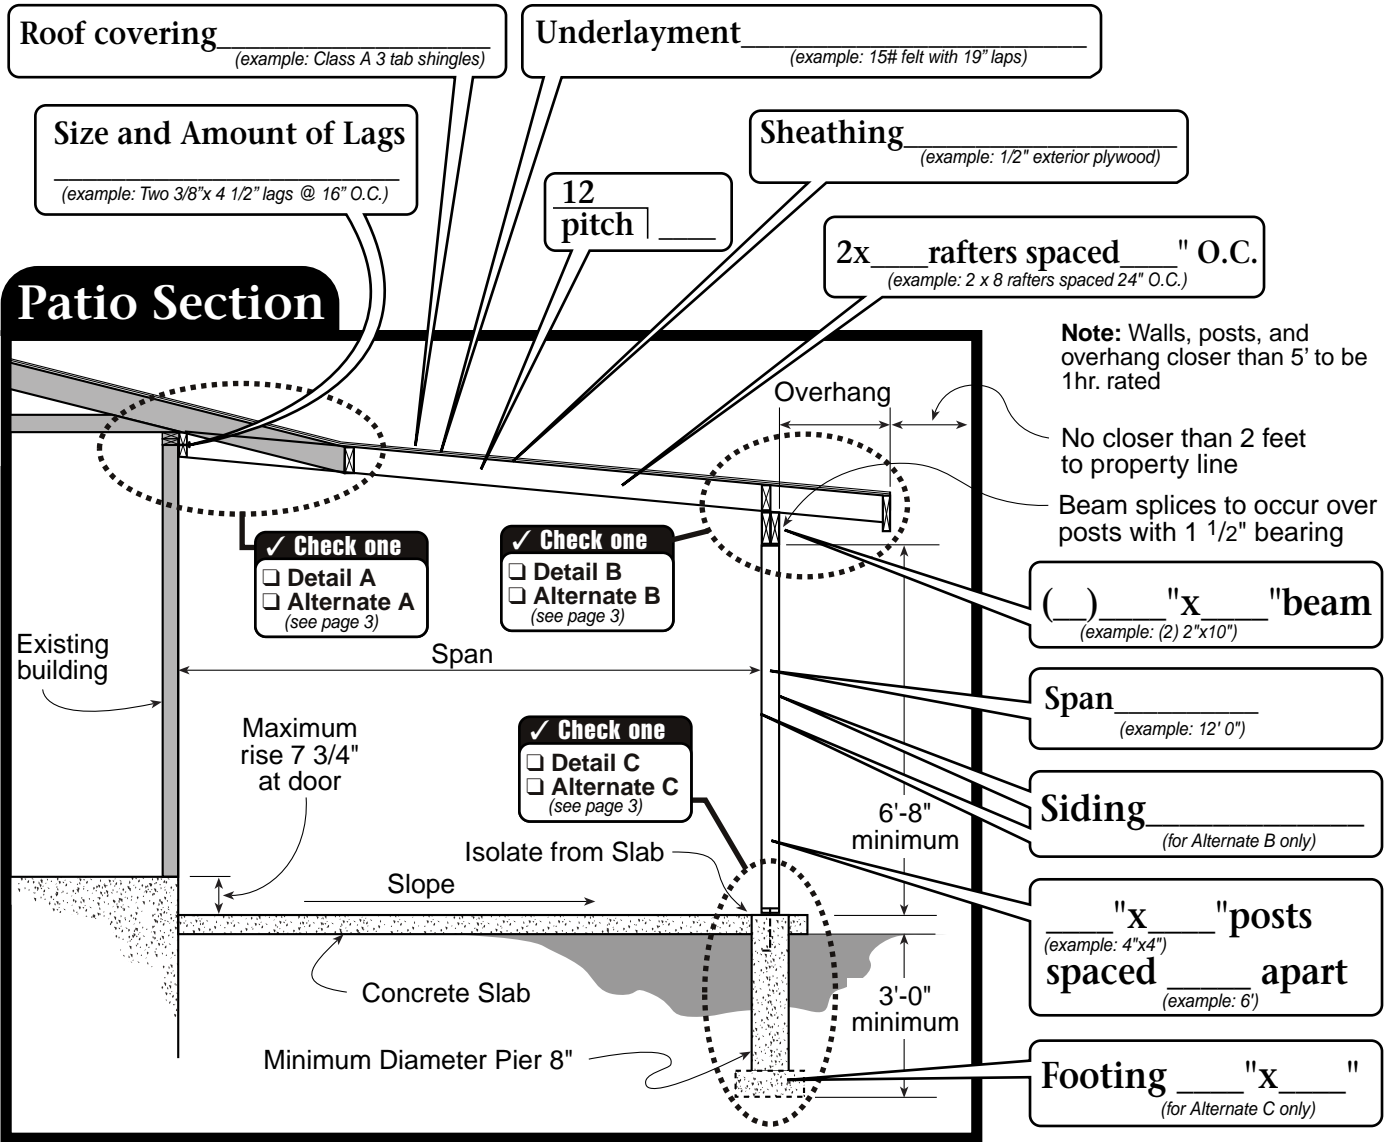 Roof covering_______________
(example: Class A 3 tab shingles)
Underlayment___________________
(example: 15# felt with 19” laps)
Size and Amount of Lags
___________________
(example: Two 3/8”x 4 1/2” lags @ 16” O.C.)
Sheathing_______________
(example: 1/2" exterior plywood)
12
pitch ___
2x___rafters spaced___" O.C.
(example: 2 x 8 rafters spaced 24" O.C.)
Patio Section
Note: Walls, posts, and
overhang closer than 5’ to be
1hr. rated
Overhang
No closer than 2 feet
to property line
Beam splices to occur over
posts with 1 1/2" bearing
✓ Check one
❏ Detail A
❏ Alternate A
(see page 3)
✓ Check one
❏ Detail B
❏ Alternate B
(see page 3)
(__)____"x____"beam
(example: (2) 2"x10")
Existing
building
Span
Span________
(example: 12' 0")
Maximum
rise 7 3/4"
at door
✓ Check one
❏ Detail C
❏ Alternate C
(see page 3)
Siding_____________
(for Alternate B only)
6'-8"
minimum
Isolate from Slab
Slope
____"x____"posts
(example: 4"x4")
spaced _____ apart
(example: 6')
Concrete Slab
3'-0"
minimum
Minimum Diameter Pier 8"
Footing ____"x____"
(for Alternate C only)